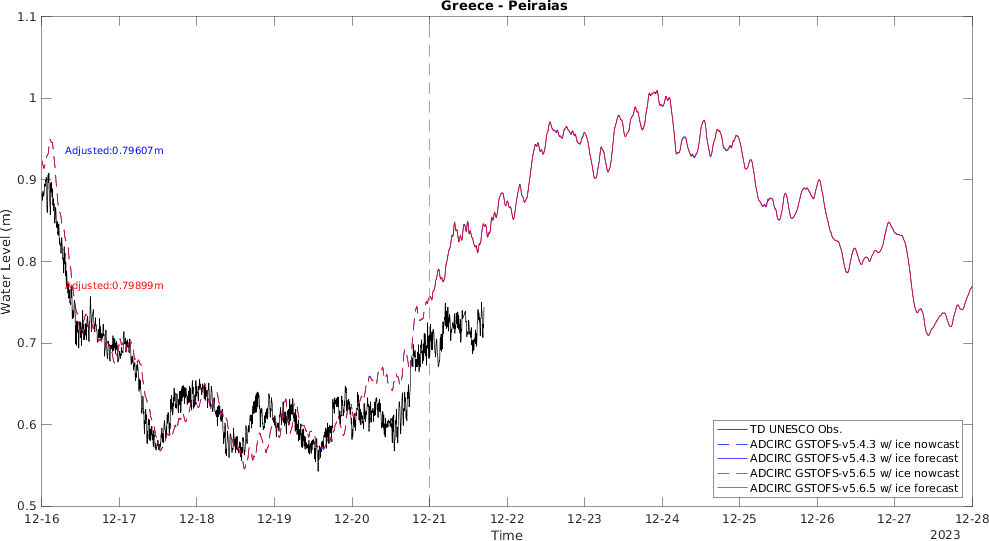 Greece - Peiraias
1.1
1
0.9
0.8
0.7
0.6
0.5
Water Level (m)
Adjusted:0.79607m
Adjusted:0.79899m
TD UNESCO Obs.
ADCIRC GSTOFS-v5.4.3 w/ ice nowcast
ADCIRC GSTOFS-v5.4.3 w/ ice forecast
ADCIRC GSTOFS-v5.6.5 w/ ice nowcast
ADCIRC GSTOFS-v5.6.5 w/ ice forecast
12-16 12-17 12-18 12-19 12-20 12-21 12-22 12-23 12-24 12-25 12-26 12-27 12-28
Time
2023